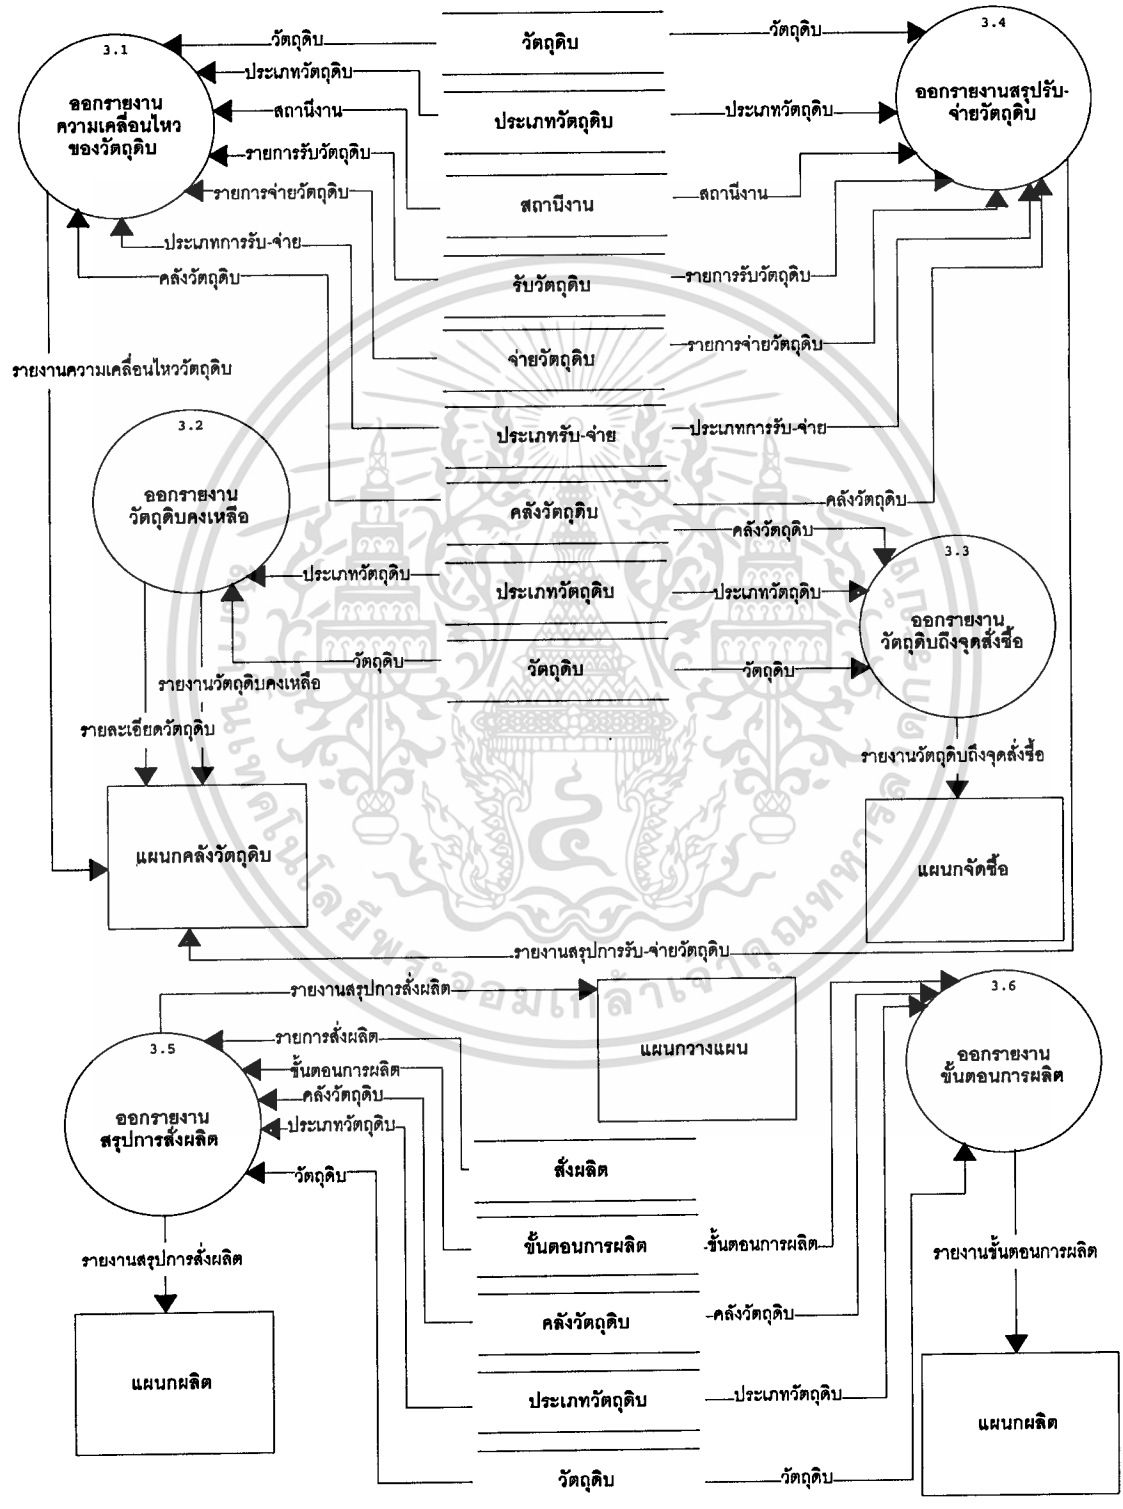 3.1
ออกรายงาน
ความเคลื่อนไหว
ของวัตถุดิบ
วัตถุดิบ
ประเภทวัตถุดิบ
สถานีงาน
รายการรับวัตถุดิบ
รายการจ่ายวัตถุดิบ
ประเภทการรับ-จ่าย
คลังวัตถุดิบ
รายงานความเคลื่อนไหววัตถุดิบ
วัตถุดิบ
ประเภทวัตถุดิบ
สถานีงาน
รับวัตถุดิบ
จ่ายวัตถุดิบ
ประเภทรับ-จ่าย
คลังวัตถุดิบ
ประเภทวัตถุดิบ
วัตถุดิบ
วัตถุดิบ
ประเภทวัตถุดิบ
สถานีงาน
รายการรับวัตถุดิบ
รายการจ่ายวัตถุดิบ
ประเภทการรับ-จ่าย
คลังวัตถุดิบ
3.4
ออกรายงานสรุปรับ-
จ่ายวัตถุดิบ
3.2
ออกรายงาน
วัตถุดิบคงเหลือ
ประเภทวัตถุดิบ
วัตถุดิบ
รายงานวัตถุดิบคงเหลือ
รายละเอียดวัตถุดิบ
คลังวัตถุดิบ
ประเภทวัตถุดิบ
วัตถุดิบ
3.3
ออกรายงาน
วัตถุดิบถึงจุดสั่งซื้อ
รายงานวัตถุดิบถึงจุดสั่งซื้อ
แผนกคลังวัตถุดิบ
แผนกจัดซื้อ
รายงานสรุปการรับ-จ่ายวัตถุดิบ
รายงานสรุปการสั่งผลิต
แผนกวางแผน
3.5
ออกรายงาน
สรุปการสั่งผลิต
รายการสั่งผลิต
ขั้นตอนการผลิต
คลังวัตถุดิบ
ประเภทวัตถุดิบ
วัตถุดิบ
รายงานสรุปการสั่งผลิต
แผนกผลิต
สั่งผลิต
ขั้นตอนการผลิต
คลังวัตถุดิบ
ประเภทวัตถุดิบ
วัตถุดิบ
ขั้นตอนการผลิต
คลังวัตถุดิบ
ประเภทวัตถุดิบ
วัตถุดิบ
3.6
ออกรายงาน
ขั้นตอนการผลิต
รายงานขั้นตอนการผลิต
แผนกผลิต